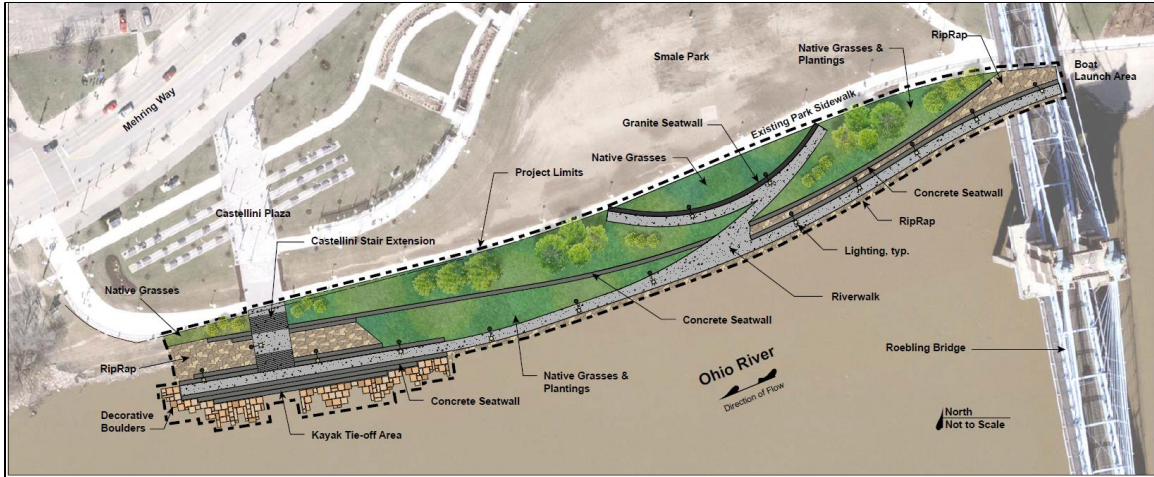 RipRap
Native Grasses &
Plantings
Boat
Launch Area
Smale Park
Mehring Way
Existing Park Sidewalk
Granite Seatwall
Native Grasses
Project Limits
Concrete Seatwall
RipRap
Castellini Plaza
Castellini Stair Extension
Lighting, typ.
Native Grasses
Riverwalk
Concrete Seatwall
Roebling Bridge
RipRap
Ohio River
Direction of Flow
Native Grasses &
Plantings
Concrete Seatwall
Decorative
Boulders
Kayak Tie-off Area
North
Not to Scale